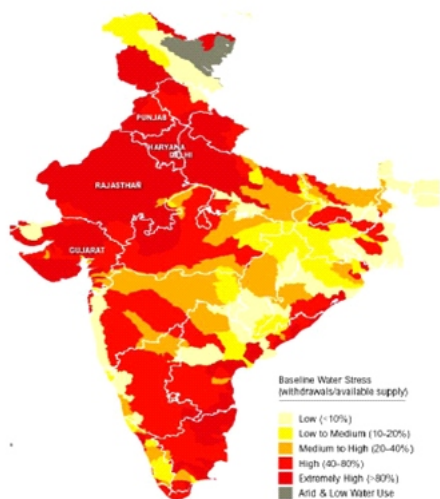 PUNJAB
HARYANA
DELHI
RAJASTHAN
GUJARAT
Baseline Water Stress
(withdrawals/available supply)
Low (<10%)
Low to Medium (10–20%)
Medium to High (20–40%)
High (40–80%)
Extremely High (>80%)
Arid & Low Water Use